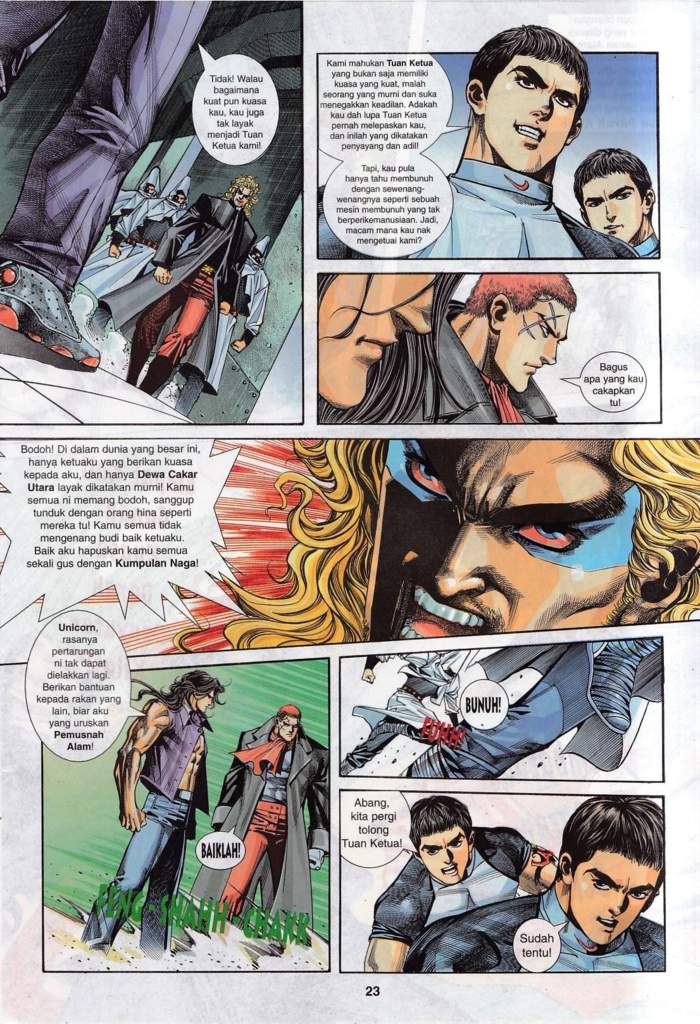 Tidak! Walau
bagaimana
kuat pun kuasa
kau, kau juga
tak layak
menjadi Tuan
Ketua kami!
Kami mahukan Tuan Ketua
yang bukan saja memiliki
kuasa yang kuat, malah
seorang yang murni dan suka
menegakkan keadilan. Adakah
kau dah lupa Tuan Ketua
pernah melepaskan kau,
dan inilah yang dikatakan
penyayang dan adil!
Tapi, kau pula
hanya tahu membunuh
dengan sewenang-
wenangnya seperti sebuah
mesin membunuh yang tak
berperikemanusiaan. Jadi,
macam mana kau nak
mengetuai kami?
Bagus
apa yang kau
cakapkan
tu!
Bodoh! Di dalam dunia yang besar ini,
hanya ketuaku yang berikan kuasa
kepada aku, dan hanya Dewa Cakar
Utara layak dikatakan murni! Kamu
semua ni memang bodoh, sanggup
tunduk dengan orang hina seperti
mereka tu! Kamu semua tidak
mengenang budi baik ketuaku.
Baik aku hapuskan kamu semua
sekali gus dengan Kumpulan Naga!
Unicorn,
rasanya
pertarungan
ni tak dapat
dielakkan lagi.
Berikan bantuan
kepada rakan yang
lain, biar aku
yang uruskan
Pemusnah
Alam!
BAIKLAH!
FENG-SHAHH CHAKK
BUNUH!
FUHH
Abang,
kita pergi
tolong
Tuan Ketua!
Sudah
tentu!
23